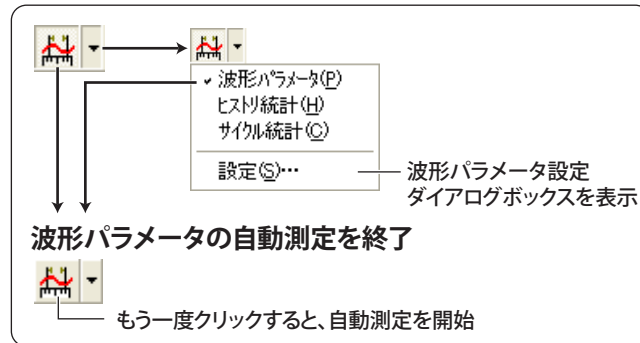 波形パラメータ(P)
ヒストリ統計(H)
サイクル統計(C)
設定(S)…
波形パラメータ設定
ダイアログボックスを表示
波形パラメータの自動測定を終了
もう一度クリックすると、自動測定を開始